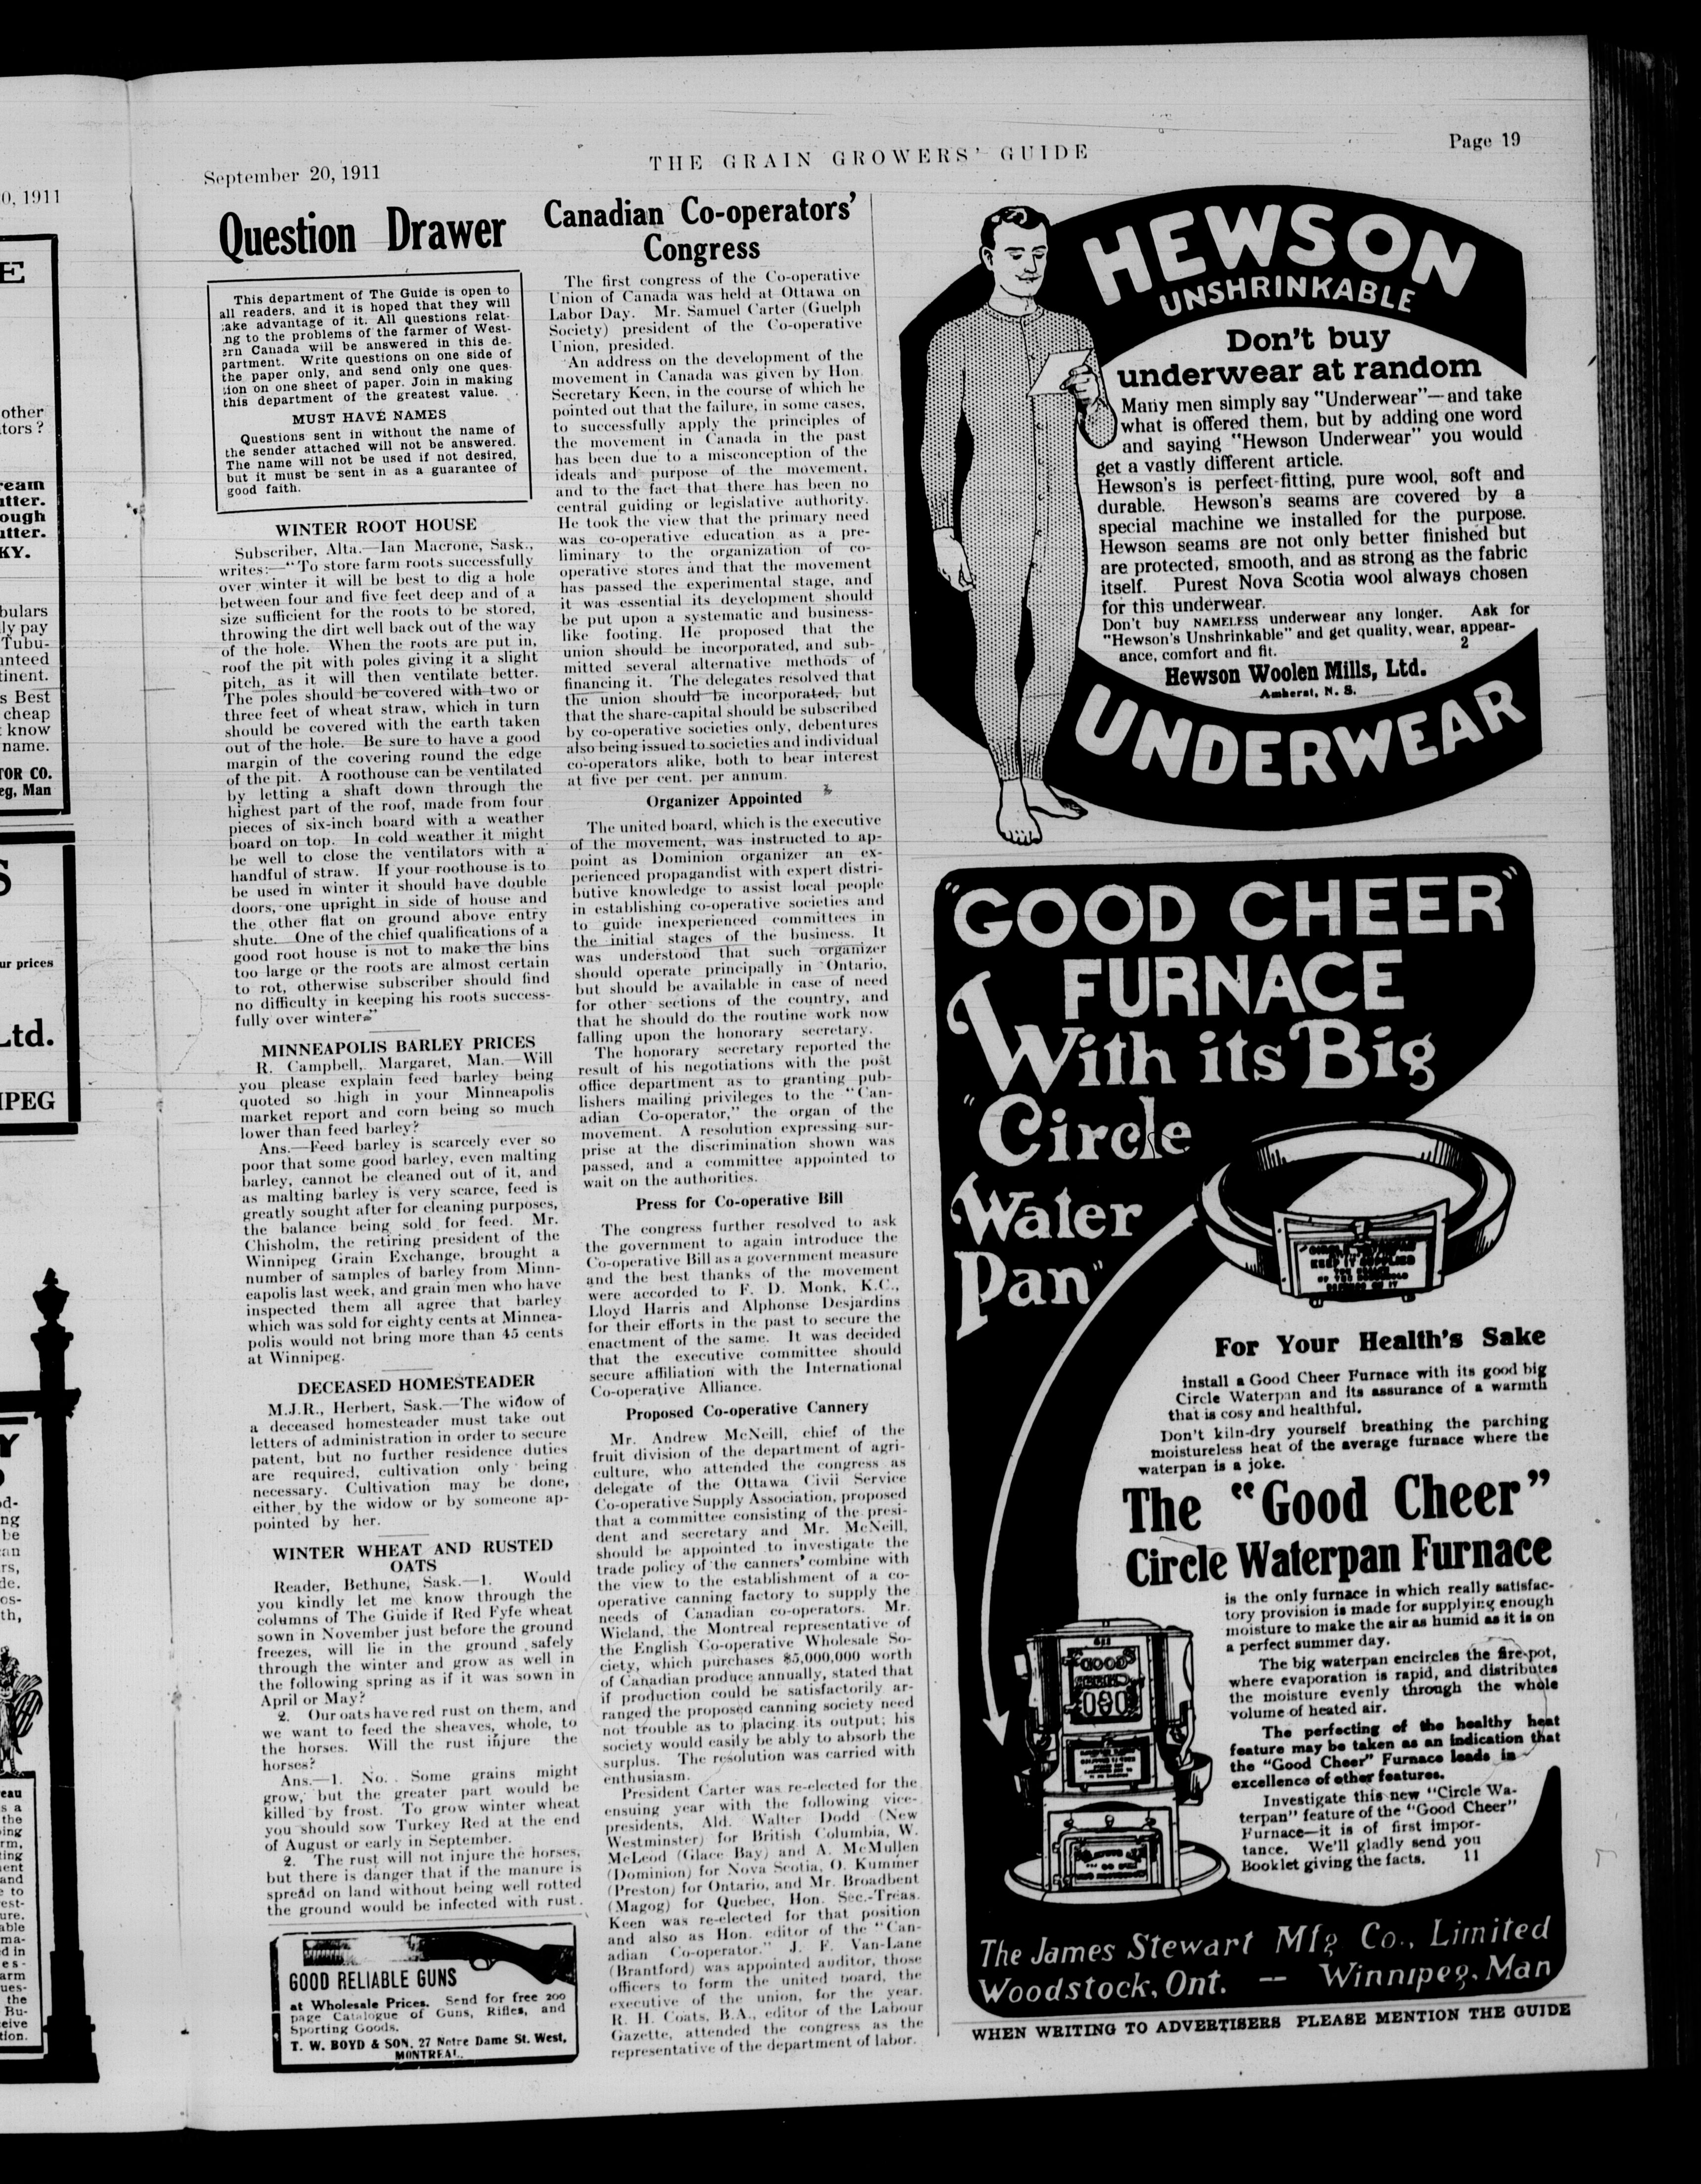 0, 1911
E
other
tors ?
ream
utter.
ough
utter.
KY.
bulars
lly pay
Tubu-
anteed
tinent.
s Best
cheap
know
name.
TOR CO.
eg, Man
S
ur prices
Ltd.
IPEG
September 20, 1911
THE GRAIN GROWERS' GUIDE
Page 19
Question Drawer
This department of The Guide is open to
all readers, and it is hoped that they will
ake advantage of it. All questions relat-
ng to the problems of the farmer of West-
ern Canada will be answered in this de-
partment. Write questions on one side of
the paper only, and send only one ques-
tion on one sheet of paper. Join in making
this department of the greatest value.
MUST HAVE NAMES
Questions sent in without the name of
the sender attached will not be answered.
The name will not be used if not desired,
but it must be sent in as a guarantee of
good faith.
WINTER ROOT HOUSE
Subscriber, Alta.—Ian Macrone, Sask.,
writes:—"To store farm roots successfully
over winter it will be best to dig a hole
between four and five feet deep and of a
size sufficient for the roots to be stored,
throwing the dirt well back out of the way
of the hole. When the roots are put in,
roof the pit with poles giving it a slight
pitch, as it will then ventilate better.
The poles should be covered with two or
three feet of wheat straw, which in turn
should be covered with the earth taken
out of the hole. Be sure to have a good
margin of the covering round the edge
of the pit. A roothouse can be ventilated
by letting a shaft down through the
highest part of the roof, made from four
pieces of six-inch board with a weather
board on top. In cold weather it might
be well to close the ventilators with a
handful of straw. If your roothouse is to
be used in winter it should have double
doors, one upright in side of house and
the other flat on ground above entry
shute. One of the chief qualifications of a
good root house is not to make the bins
too large or the roots are almost certain
to rot, otherwise subscriber should find
no difficulty in keeping his roots success-
fully over winter."
MINNEAPOLIS BARLEY PRICES
R. Campbell, Margaret, Man.—Will
you please explain feed barley being
quoted so high in your Minneapolis
market report and corn being so much
lower than feed barley?
Ans.—Feed barley is scarcely ever so
poor that some good barley, even malting
barley, cannot be cleaned out of it, and
as malting barley is very scarce, feed is
greatly sought after for cleaning purposes,
the balance being sold for feed. Mr.
Chisholm, the retiring president of the
Winnipeg Grain Exchange, brought a
number of samples of barley from Minn-
eapolis last week, and grain men who have
inspected them all agree that barley
which was sold for eighty cents at Minnea-
polis would not bring more than 45 cents
at Winnipeg.
DECEASED HOMESTEADER
M.J.R., Herbert, Sask.—The widow of
a deceased homesteader must take out
letters of administration in order to secure
patent, but no further residence duties
are required, cultivation only being
necessary. Cultivation may be done,
either by the widow or by someone ap-
pointed by her.
WINTER WHEAT AND RUSTED
OATS
Reader, Bethune, Sask.—1. Would
you kindly let me know through the
columns of The Guide if Red Fyfe wheat
sown in November just before the ground
freezes, will lie in the ground safely
through the winter and grow as well in
the following spring as if it was sown in
April or May?
2. Our oats have red rust on them, and
we want to feed the sheaves, whole, to
the horses. Will the rust injure the
horses?
Ans.—1. No. Some grains might
grow, but the greater part would be
killed by frost. To grow winter wheat
you should sow Turkey Red at the end
of August or early in September.
2. The rust will not injure the horses,
but there is danger that if the manure is
spread on land without being well rotted
the ground would be infected with rust.
GOOD RELIABLE GUNS
at Wholesale Prices. Send for free 200
page Catalogue of Guns, Rifles, and
Sporting Goods.
T. W. BOYD & SON, 27 Notre Dame St. West,
MONTREAL.
Canadian Co-operators'
Congress
The first congress of the Co-operative
Union of Canada was held at Ottawa on
Labor Day. Mr. Samuel Carter (Guelph
Society) president of the Co-operative
Union, presided.
An address on the development of the
movement in Canada was given by Hon.
Secretary Keen, in the course of which he
pointed out that the failure, in some cases,
to successfully apply the principles of
the movement in Canada in the past
has been due to a misconception of the
ideals and purpose of the movement,
and to the fact that there has been no
central guiding or legislative authority.
He took the view that the primary need
was co-operative education as a pre-
liminary to the organization of co-
operative stores and that the movement
has passed the experimental stage, and
it was essential its development should
be put upon a systematic and business-
like footing. He proposed that the
union should be incorporated, and sub-
mitted several alternative methods of
financing it. The delegates resolved that
the union should be incorporated, but
that the share-capital should be subscribed
by co-operative societies only, debentures
also being issued to societies and individual
co-operators alike, both to bear interest
at five per cent. per annum.
Organizer Appointed
The united board, which is the executive
of the movement, was instructed to ap-
point as Dominion organizer an ex-
perienced propagandist with expert distri-
butive knowledge to assist local people
in establishing co-operative societies and
to guide inexperienced committees in
the initial stages of the business. It
was understood that such organizer
should operate principally in Ontario,
but should be available in case of need
for other sections of the country, and
that he should do the routine work now
falling upon the honorary secretary.
The honorary secretary reported the
result of his negotiations with the post
office department as to granting pub-
lishers mailing privileges to the "Can-
adian Co-operator," the organ of the
movement. A resolution expressing sur-
prise at the discrimination shown was
passed, and a committee appointed to
wait on the authorities.
Press for Co-operative Bill
The congress further resolved to ask
the government to again introduce the
Co-operative Bill as a government measure
and the best thanks of the movement
were accorded to F. D. Monk, K.C.,
Lloyd Harris and Alphonse Desjardins
for their efforts in the past to secure the
enactment of the same. It was decided
that the executive committee should
secure affiliation with the International
Co-operative Alliance.
Proposed Co-operative Cannery
Mr. Andrew McNeill, chief of the
fruit division of the department of agri-
culture, who attended the congress as
delegate of the Ottawa Civil Service
Co-operative Supply Association, proposed
that a committee consisting of the presi-
dent and secretary and Mr. McNeill,
should be appointed to investigate the
trade policy of the canners' combine with
the view to the establishment of a co-
operative canning factory to supply the
needs of Canadian co-operators. Mr.
Wieland, the Montreal representative of
the English Co-operative Wholesale So-
ciety, which purchases $5,000,000 worth
of Canadian produce annually, stated that
if production could be satisfactorily ar-
ranged the proposed canning society need
not trouble as to placing its output; his
society would easily be ably to absorb the
surplus. The resolution was carried with
enthusiasm.
President Carter was re-elected for the
ensuing year with the following vice-
presidents, Ald. Walter Dodd (New
Westminster) for British Columbia, W.
McLeod (Glace Bay) and A. McMullen
(Dominion) for Nova Scotia, O. Kummer
(Preston) for Ontario, and Mr. Broadbent
(Magog) for Quebec, Hon. Sec.-Treas.
Keen was re-elected for that position
and also as Hon. editor of the "Can-
adian Co-operator." J. F. Van-Lane
(Brantford) was appointed auditor, those
officers to form the united board, the
executive of the union, for the year.
R. H. Coats, B.A., editor of the Labour
Gazette, attended the congress as the
representative of the department of labor.
HEWSON
UNSHRINKABLE
Don't buy
underwear at random
Many men simply say "Underwear"—and take
what is offered them, but by adding one word
and saying "Hewson Underwear" you would
get a vastly different article.
Hewson's is perfect-fitting, pure wool, soft and
durable. Hewson's seams are covered by a
special machine we installed for the purpose.
Hewson seams are not only better finished but
are protected, smooth, and as strong as the fabric
itself. Purest Nova Scotia wool always chosen
for this underwear.
Don't buy NAMELESS underwear any longer. Ask for
"Hewson's Unshrinkable" and get quality, wear, appear-
ance, comfort and fit. 2
Hewson Woolen Mills, Ltd.
Amherst, N. S.
UNDERWEAR
"GOOD CHEER"
FURNACE
With its Big
"Circle
Water
Pan"
For Your Health's Sake
install a Good Cheer Furnace with its good big
Circle Waterpan and its assurance of a warmth
that is cosy and healthful.
Don't kiln-dry yourself breathing the parching
moistureless heat of the average furnace where the
waterpan is a joke.
The "Good Cheer"
Circle Waterpan Furnace
is the only furnace in which really satisfac-
tory provision is made for supplying enough
moisture to make the air as humid as it is on
a perfect summer day.
The big waterpan encircles the fire-pot,
where evaporation is rapid, and distributes
the moisture evenly through the whole
volume of heated air.
The perfecting of the healthy heat
feature may be taken as an indication that
the "Good Cheer" Furnace leads in
excellence of other features.
Investigate this new "Circle Wa-
terpan" feature of the "Good Cheer"
Furnace—it is of first impor-
tance. We'll gladly send you
Booklet giving the facts. 11
The James Stewart Mfg Co., Limited
Woodstock, Ont. — Winnipeg, Man
WHEN WRITING TO ADVERTISERS PLEASE MENTION THE GUIDE